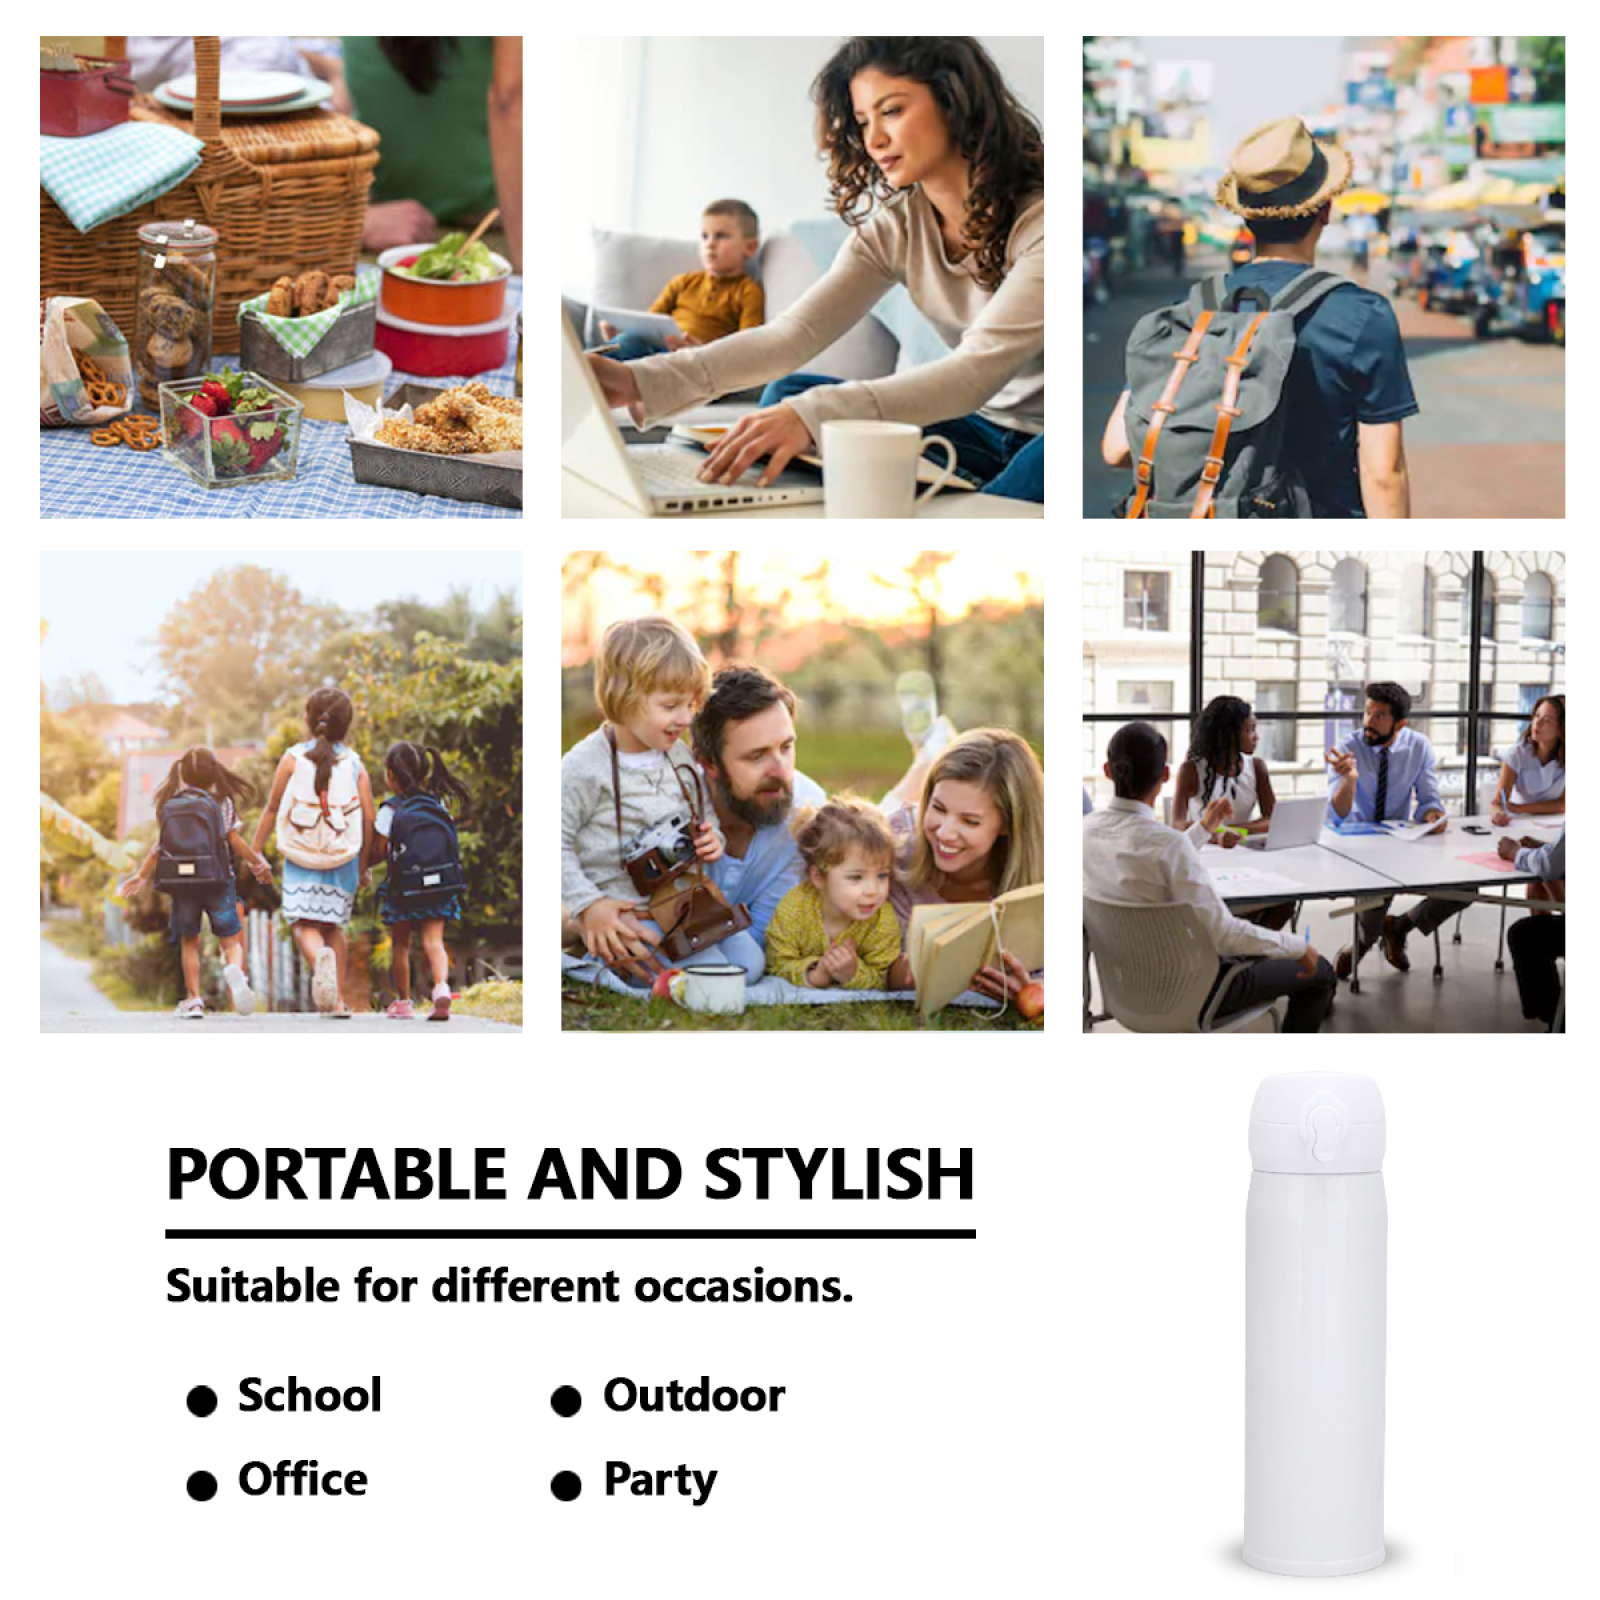 PORTABLE AND STYLISH
Suitable for different occasions.
School
Outdoor
Office
Party